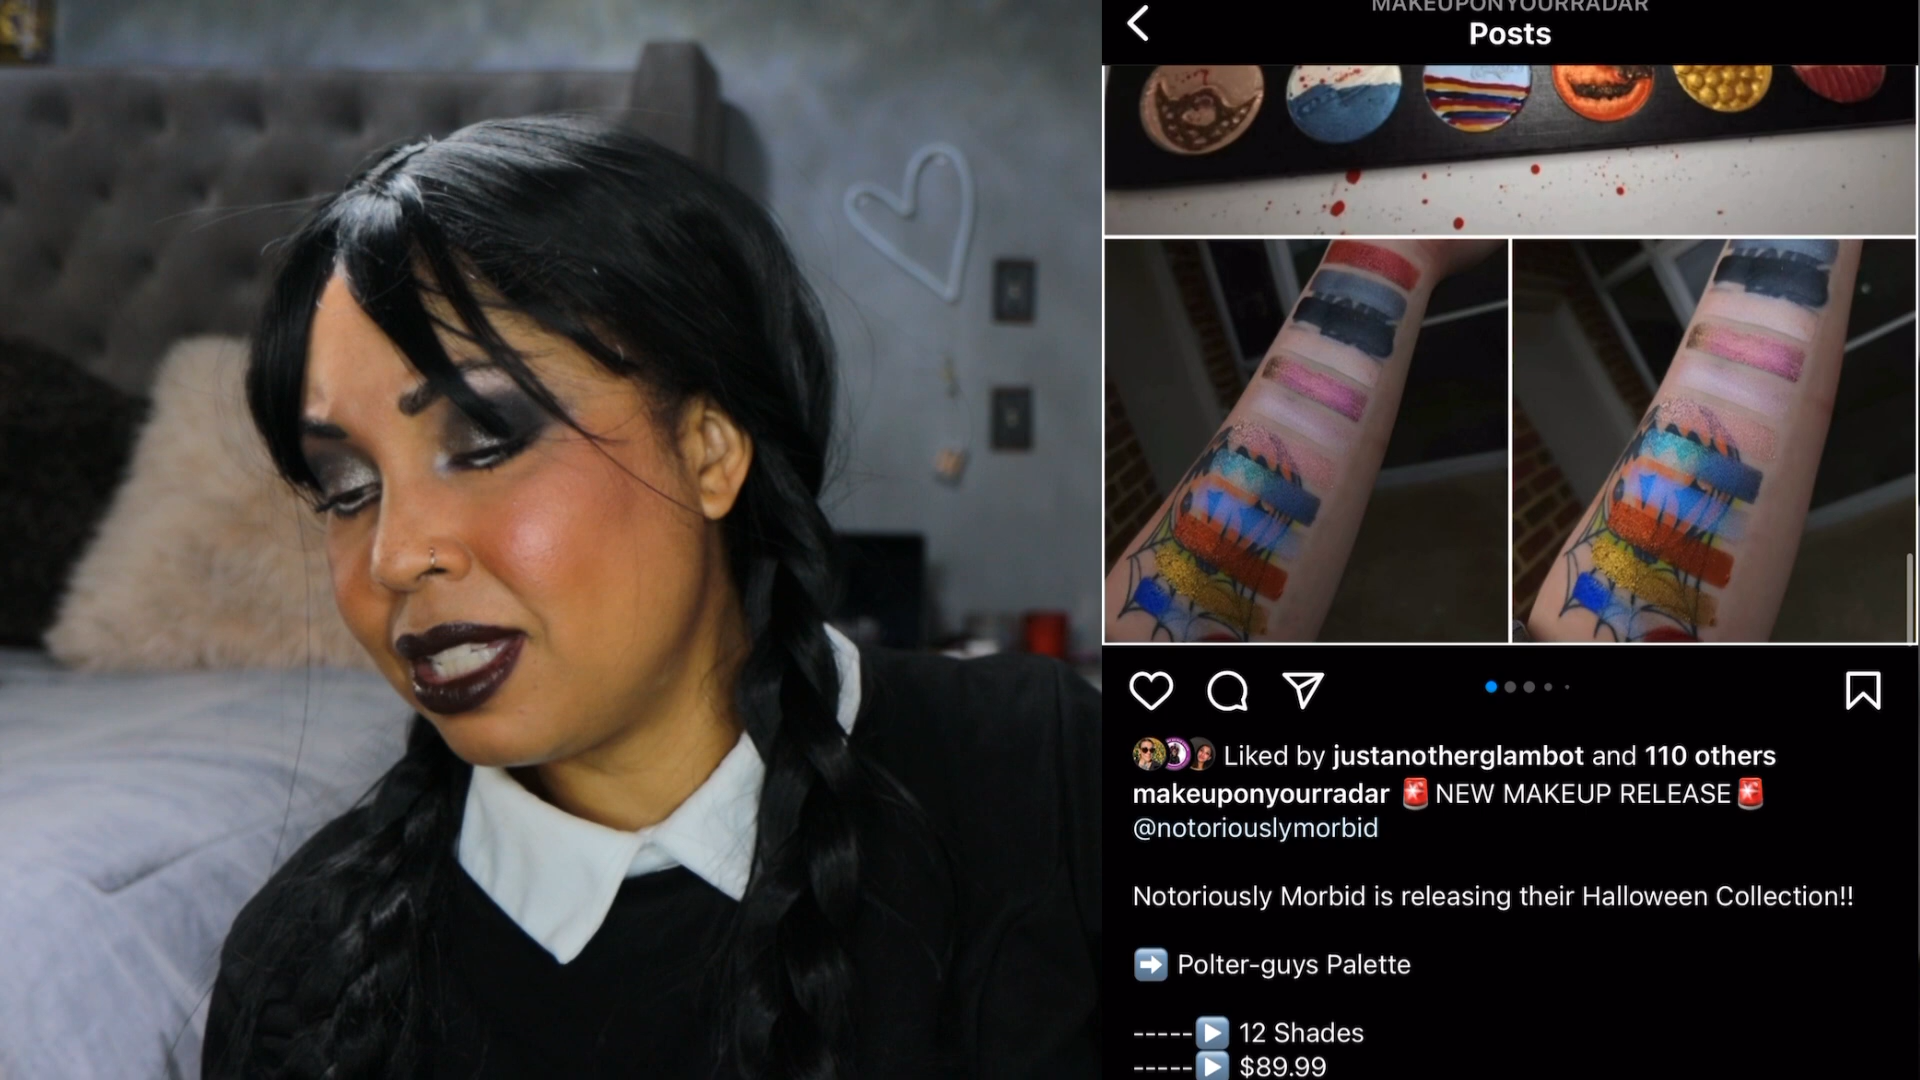 MAKEUPONYOURRADAR
Posts
Liked by justanotherglambot and 110 others
makeuponyourradar 🚨 NEW MAKEUP RELEASE 🚨
@notoriouslymorbid
Notoriously Morbid is releasing their Halloween Collection!!
➡️ Polter-guys Palette
-----▶️ 12 Shades
-----▶️ $89.99